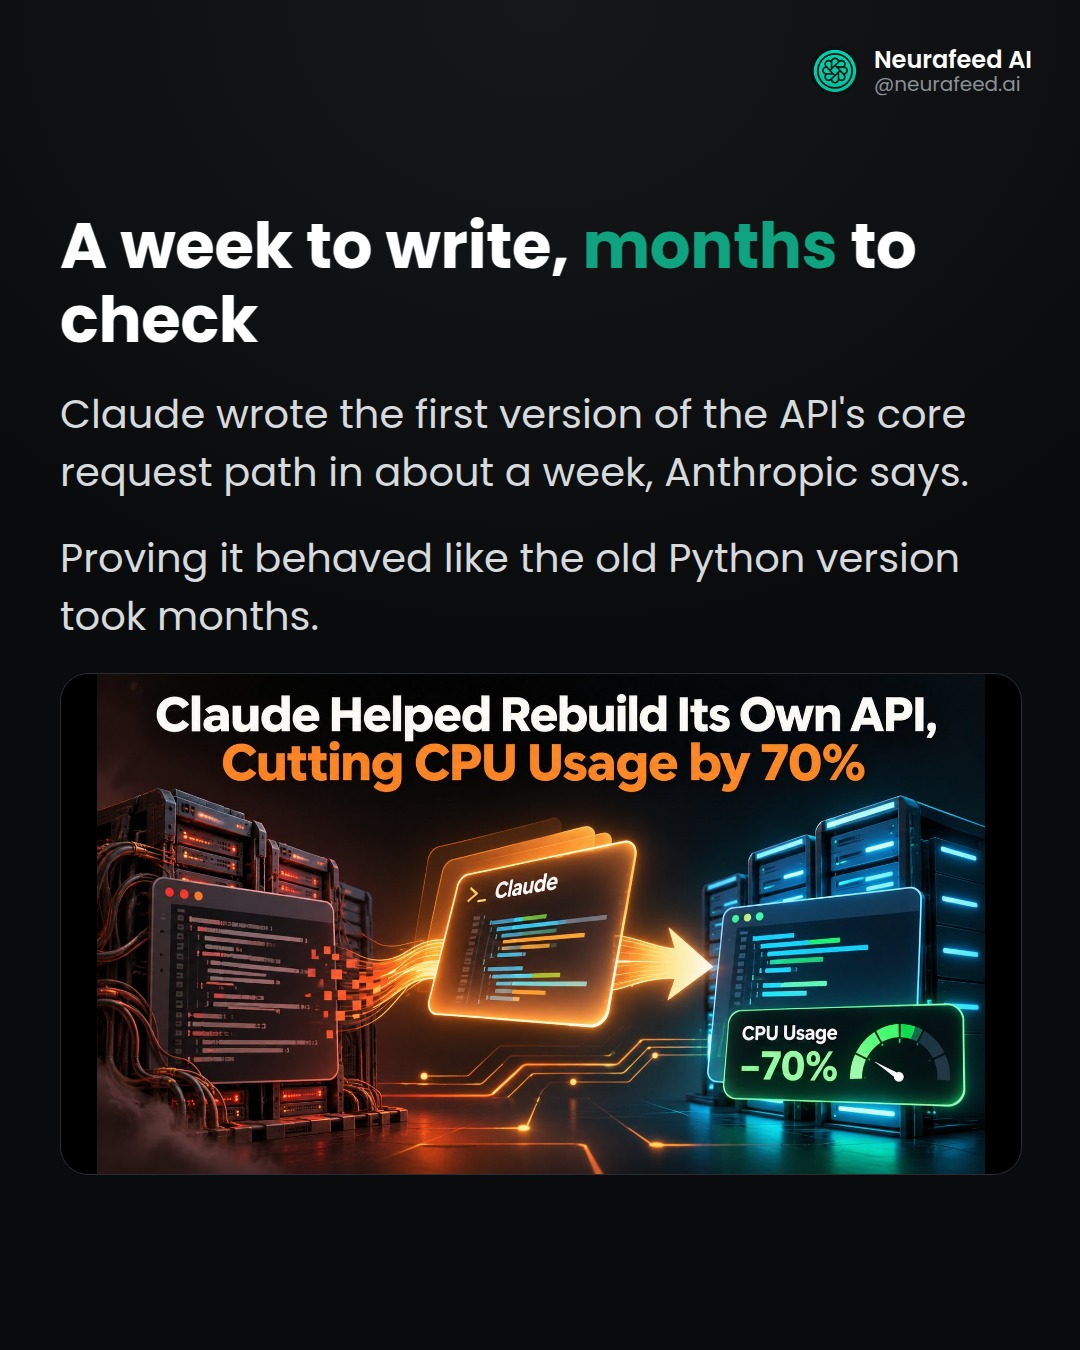 Neurafeed AI
@neurafeed.ai
A week to write, months to
check
Claude wrote the first version of the API's core
request path in about a week, Anthropic says.
Proving it behaved like the old Python version
took months.
Claude Helped Rebuild Its Own API,
Cutting CPU Usage by 70%
>_ Claude
CPU Usage
-70%